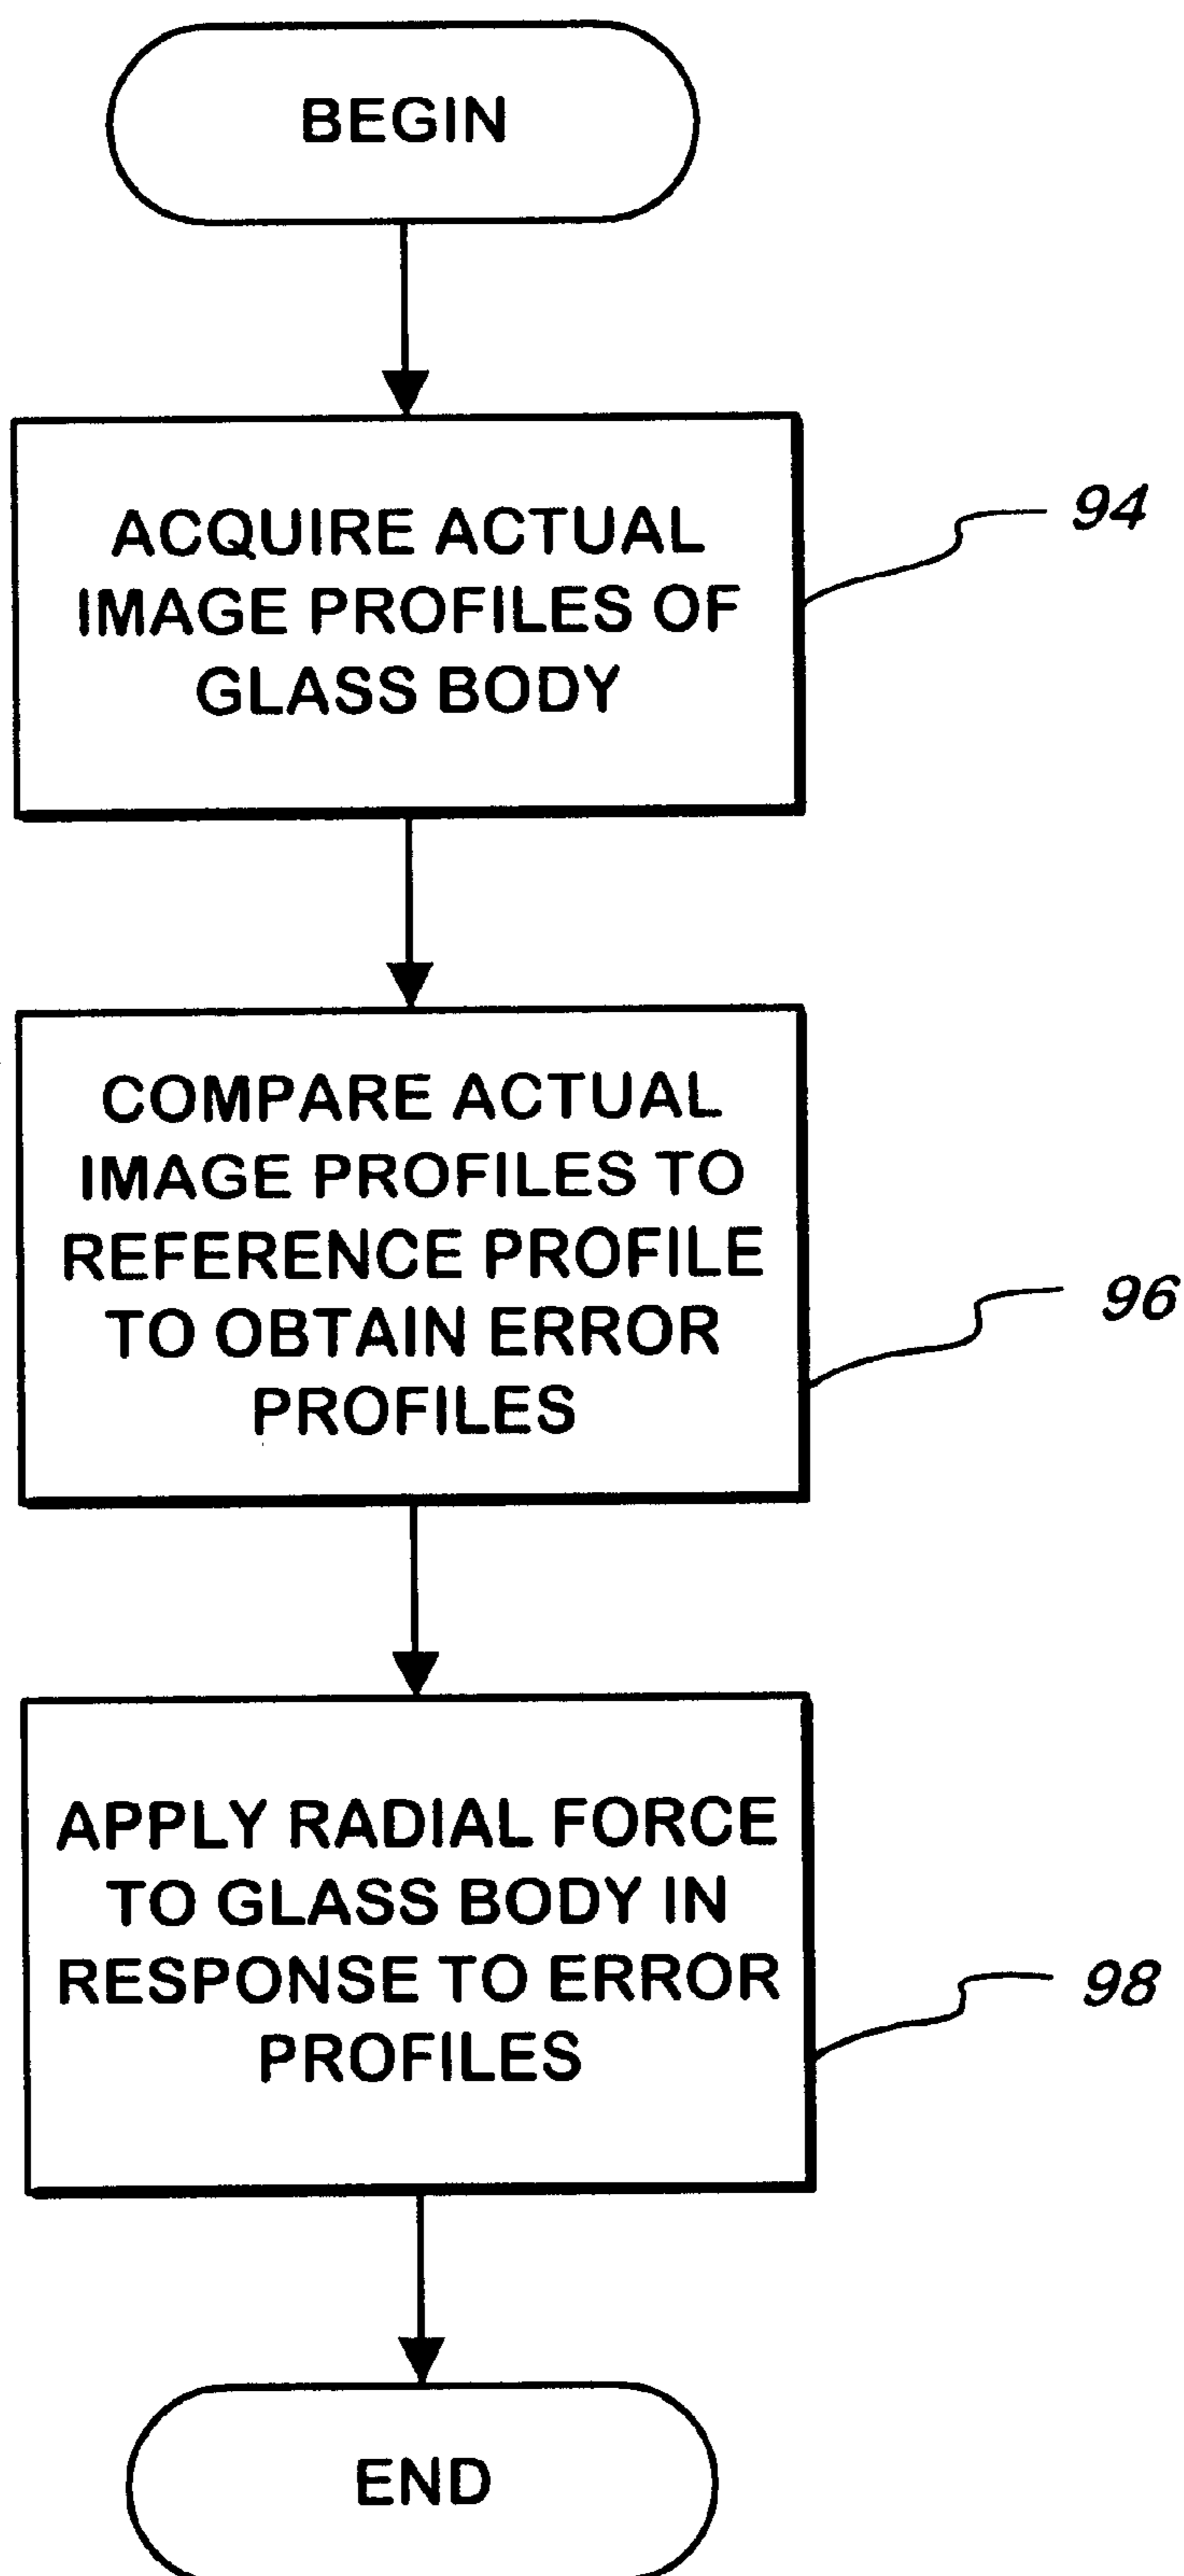 BEGIN
ACQUIRE ACTUAL
IMAGE PROFILES OF
GLASS BODY
94
COMPARE ACTUAL
IMAGE PROFILES TO
REFERENCE PROFILE
TO OBTAIN ERROR
PROFILES
96
APPLY RADIAL FORCE
TO GLASS BODY IN
RESPONSE TO ERROR
PROFILES
98
END